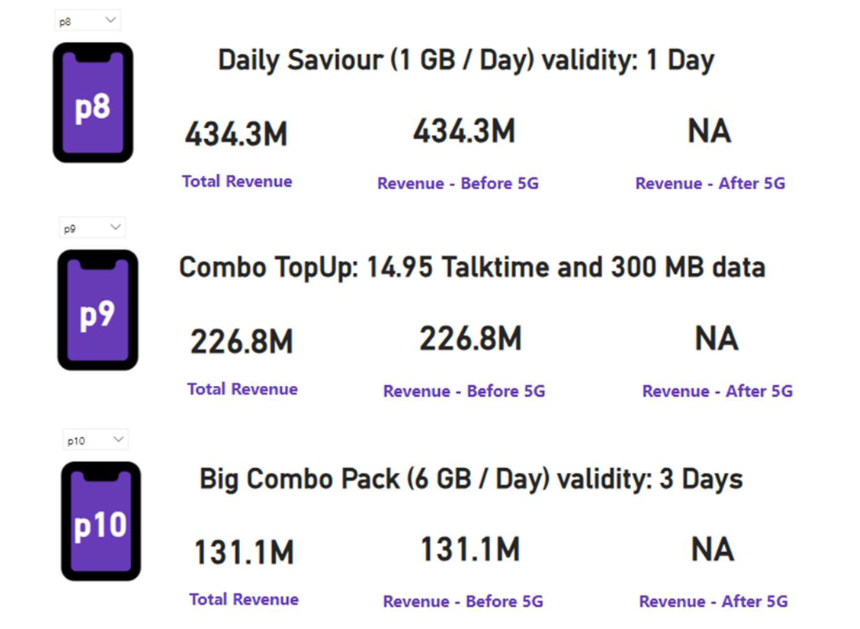 p8
p8
Daily Saviour (1 GB / Day) validity: 1 Day
434.3M 434.3M NA
Total Revenue Revenue - Before 5G Revenue - After 5G
p9
p9
Combo TopUp: 14.95 Talktime and 300 MB data
226.8M 226.8M NA
Total Revenue Revenue - Before 5G Revenue - After 5G
p10
p10
Big Combo Pack (6 GB / Day) validity: 3 Days
131.1M 131.1M NA
Total Revenue Revenue - Before 5G Revenue - After 5G